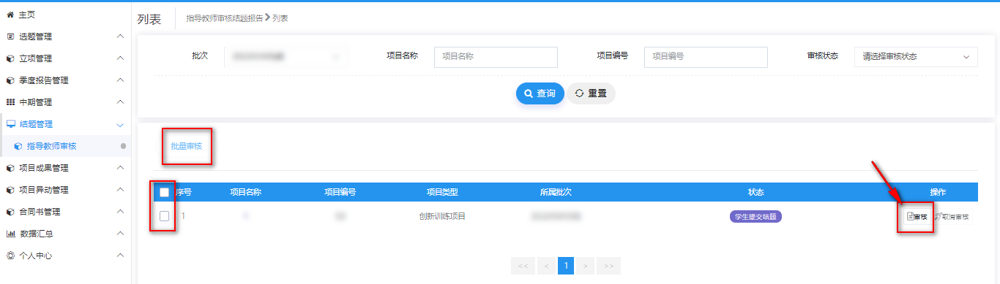 主页
选题管理
立项管理
季度报告管理
中期管理
结题管理
指导教师审核
项目成果管理
项目异动管理
合同书管理
数据汇总
个人中心
列表 指导教师审核结题报告 > 列表
批次 项目名称 项目名称 项目编号 项目编号 审核状态 请选择审核状态
查询 重置
批量审核
序号 项目名称 项目编号 项目类型 所属批次 状态 操作
1 创新训练项目 学生提交结题 审核 取消审核
<< < 1 > >>